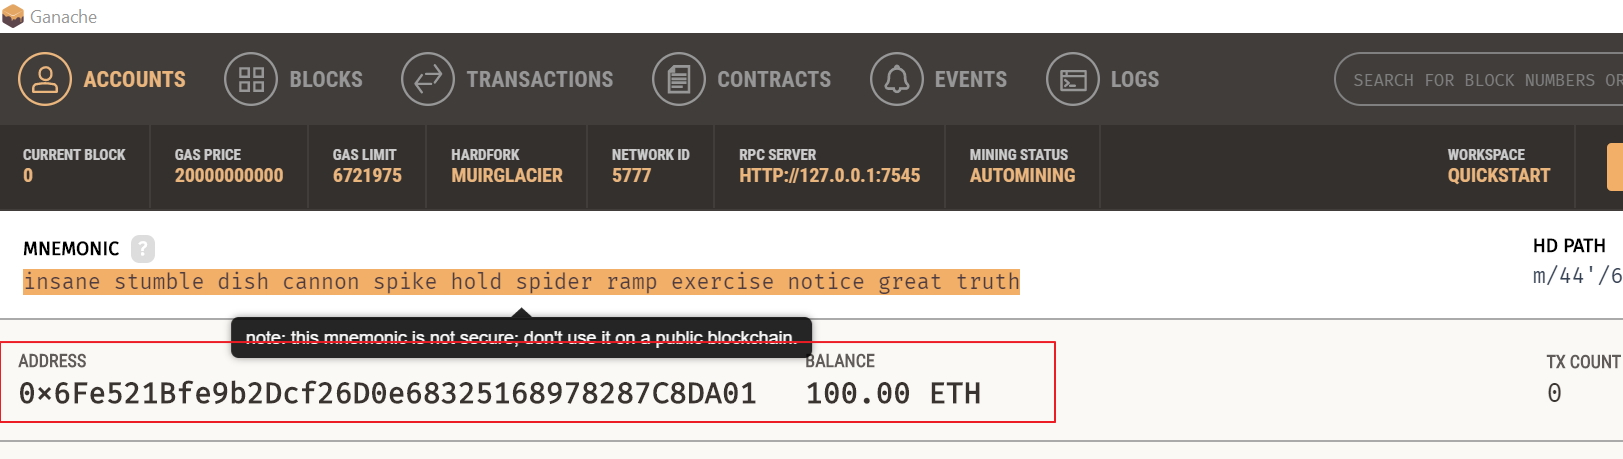 Ganache
ACCOUNTS BLOCKS TRANSACTIONS CONTRACTS EVENTS LOGS SEARCH FOR BLOCK NUMBERS OR
CURRENT BLOCK GAS PRICE GAS LIMIT HARDFORK NETWORK ID RPC SERVER MINING STATUS WORKSPACE
0 20000000000 6721975 MUIRGLACIER 5777 HTTP://127.0.0.1:7545 AUTOMINING QUICKSTART
MNEMONIC ? HD PATH
insane stumble dish cannon spike hold spider ramp exercise notice great truth m/44'/6
note: this mnemonic is not secure; don't use it on a public blockchain.
ADDRESS BALANCE TX COUNT
0×6Fe521Bfe9b2Dcf26D0e68325168978287C8DA01 100.00 ETH 0